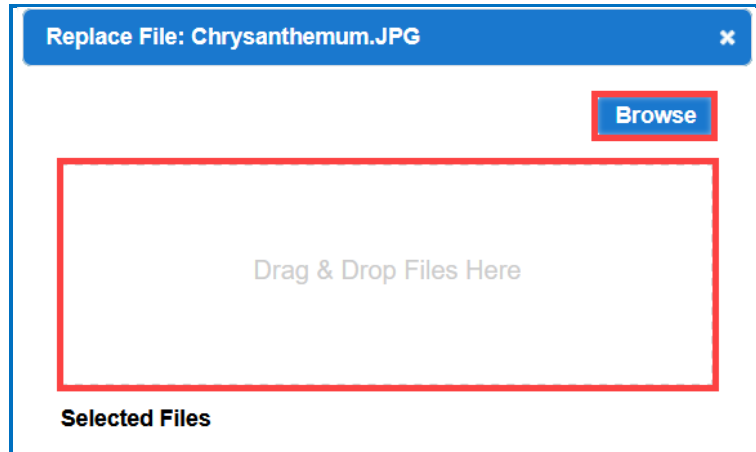 Replace File: Chrysanthemum.JPG
Browse
Drag & Drop Files Here
Selected Files